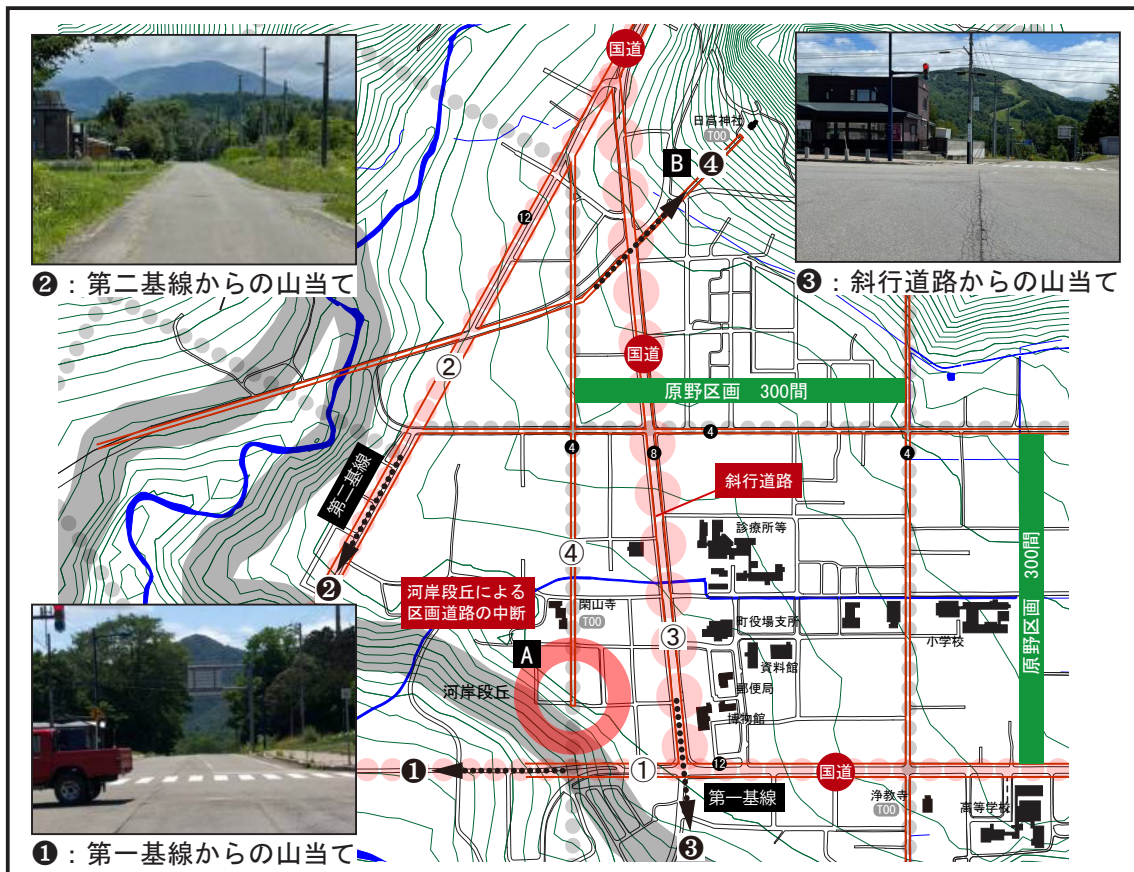 国道
日高神社
T00
B
❹
⓬
❷：第二基線からの山当て
❸：斜行道路からの山当て
国道
②
原野区画　300間
❹
❽
❹
❹
第二基線
斜行道路
診療所等
④
❷
河岸段丘による
区画道路の中断
閑山寺
T00
原野区画　300間
町役場支所
③
小学校
A
資料館
河岸段丘
郵便局
博物館
❶
①
⓬
国道
第一基線
浄教寺
T00
高等学校
❸
❶：第一基線からの山当て